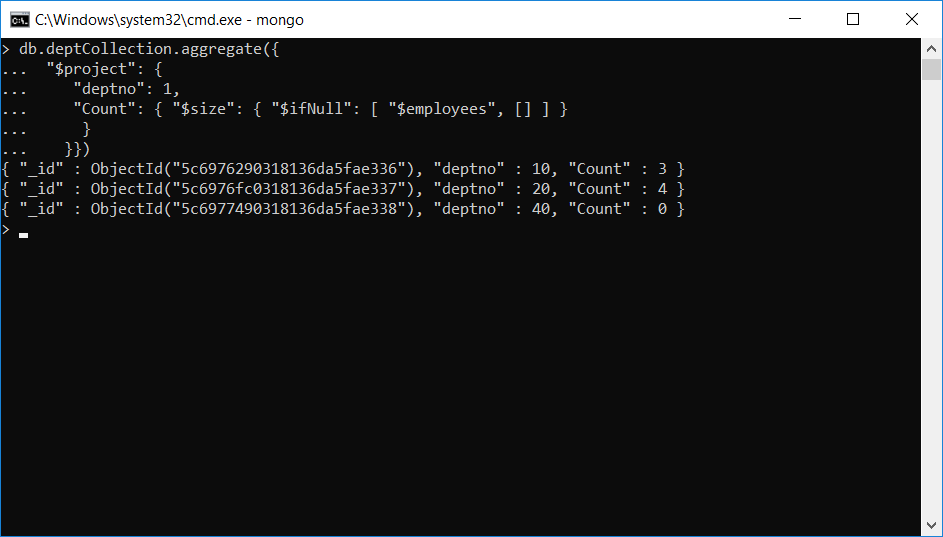 C:\Windows\system32\cmd.exe - mongo
> db.deptCollection.aggregate({
...  "$project": {
...     "deptno": 1,
...     "Count": { "$size": { "$ifNull": [ "$employees", [] ] }
...      }
...    }})
{ "_id" : ObjectId("5c6976290318136da5fae336"), "deptno" : 10, "Count" : 3 }
{ "_id" : ObjectId("5c6976fc0318136da5fae337"), "deptno" : 20, "Count" : 4 }
{ "_id" : ObjectId("5c6977490318136da5fae338"), "deptno" : 40, "Count" : 0 }
>